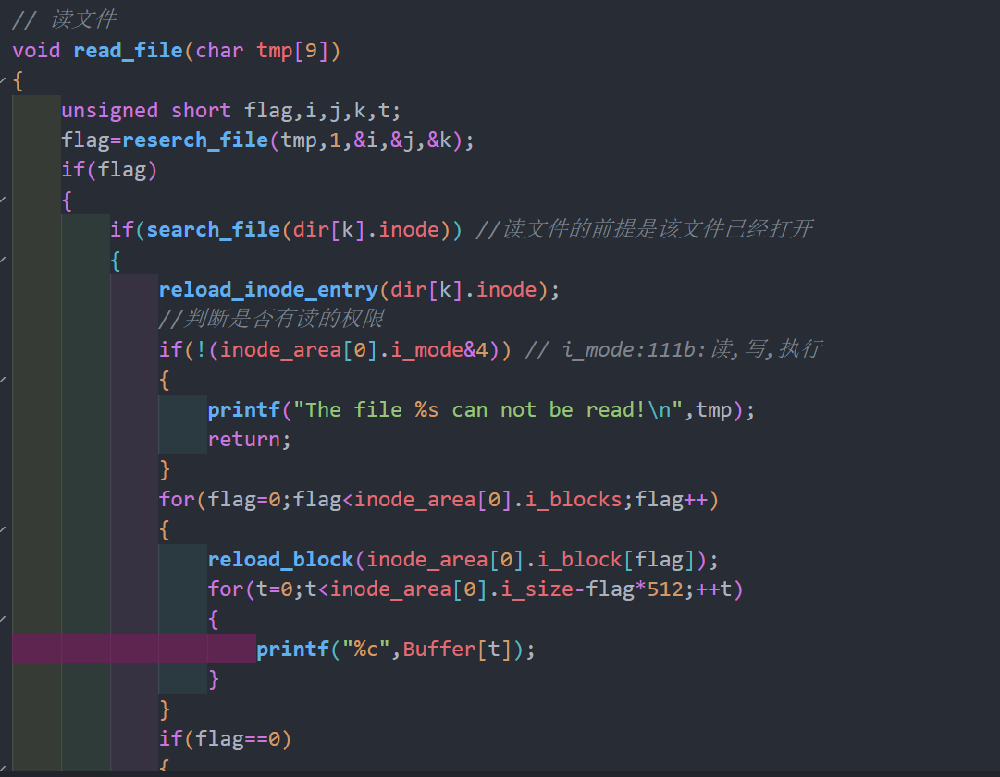 // 读文件
void read_file(char tmp[9])
{
unsigned short flag,i,j,k,t;
flag=reserch_file(tmp,1,&i,&j,&k);
if(flag)
{
if(search_file(dir[k].inode)) //读文件的前提是该文件已经打开
{
reload_inode_entry(dir[k].inode);
//判断是否有读的权限
if(!(inode_area[0].i_mode&4)) // i_mode:111b:读,写,执行
{
printf("The file %s can not be read!\n",tmp);
return;
}
for(flag=0;flag<inode_area[0].i_blocks;flag++)
{
reload_block(inode_area[0].i_block[flag]);
for(t=0;t<inode_area[0].i_size-flag*512;++t)
{
printf("%c",Buffer[t]);
}
}
if(flag==0)
{